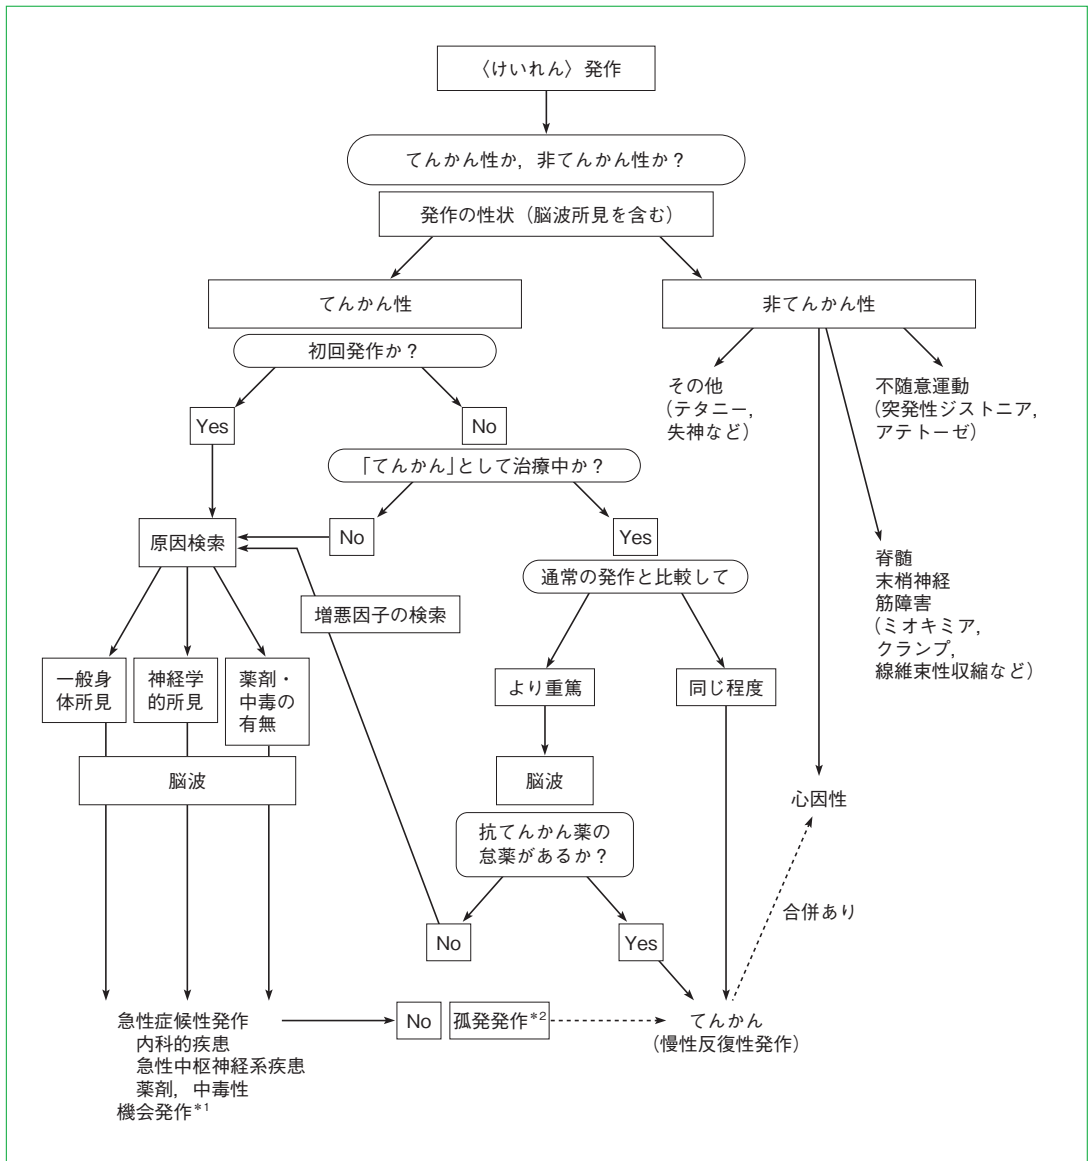 〈けいれん〉発作
てんかん性か，非てんかん性か？
発作の性状（脳波所見を含む）
てんかん性
非てんかん性
初回発作か？
その他
（テタニー，
失神など）
不随意運動
（突発性ジストニア，
アテトーゼ）
Yes
No
「てんかん」として治療中か？
原因検索
No
Yes
通常の発作と比較して
脊髄
末梢神経
筋障害
（ミオキミア，
クランプ，
線維束性収縮など）
増悪因子の検索
一般身
体所見
神経学
的所見
薬剤・
中毒の
有無
より重篤
同じ程度
脳波
脳波
心因性
抗てんかん薬の
怠薬があるか？
合併あり
No
Yes
急性症候性発作
内科的疾患
急性中枢神経系疾患
薬剤，中毒性
機会発作*1
No
孤発発作*2
てんかん
（慢性反復性発作）